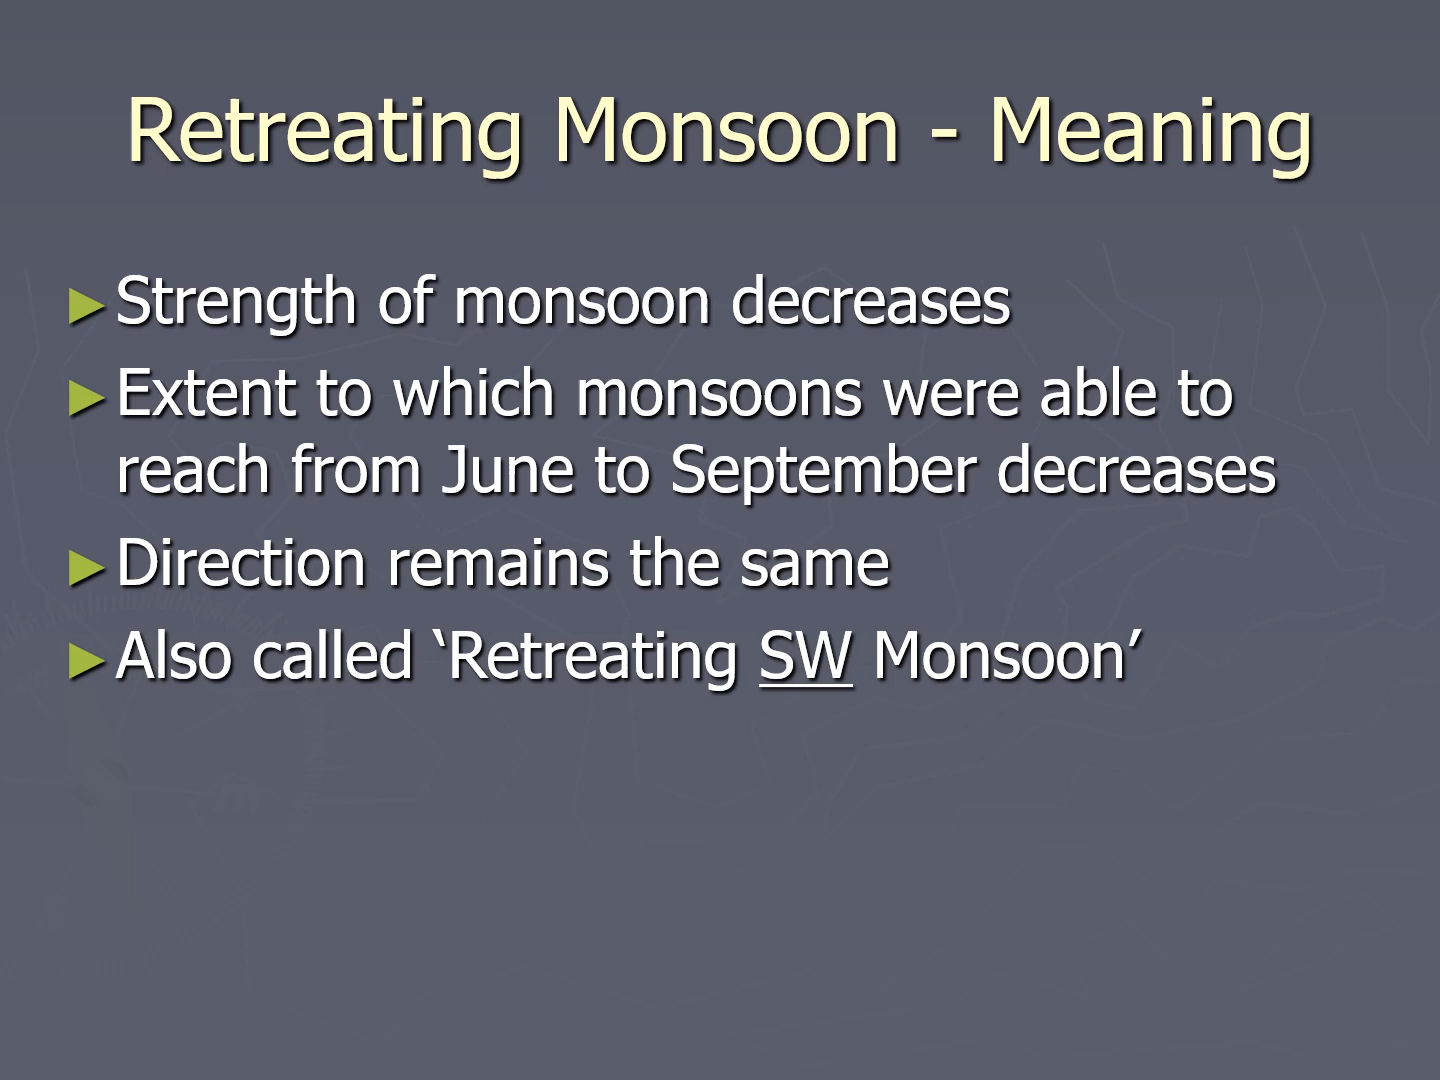 Retreating Monsoon - Meaning
► Strength of monsoon decreases
► Extent to which monsoons were able to
reach from June to September decreases
► Direction remains the same
► Also called ‘Retreating SW Monsoon’